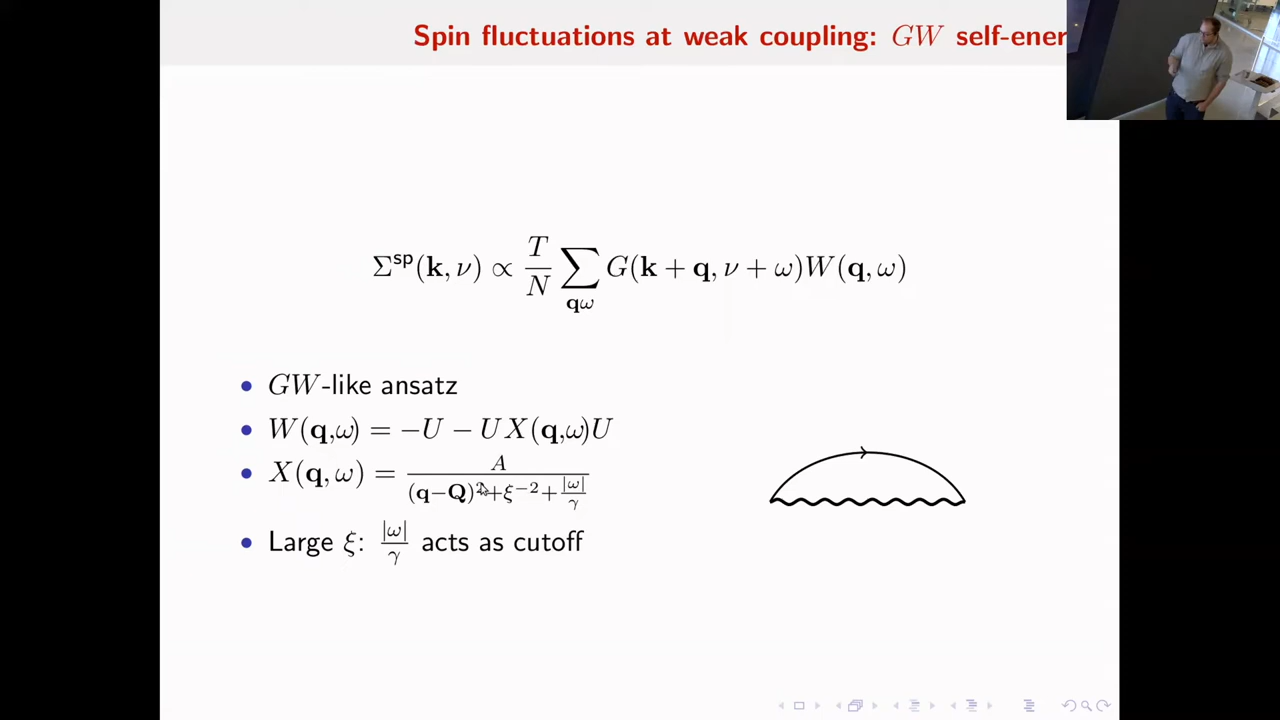 Spin fluctuations at weak coupling: GW self-ener
Σ^sp(k, ν) ∝ T/N ∑_qω G(k + q, ν + ω)W(q, ω)
• GW-like ansatz
• W(q,ω) = −U − UX(q,ω)U
• X(q, ω) = A/((q−Q)²+ξ⁻²+|ω|/γ)
• Large ξ: |ω|/γ acts as cutoff